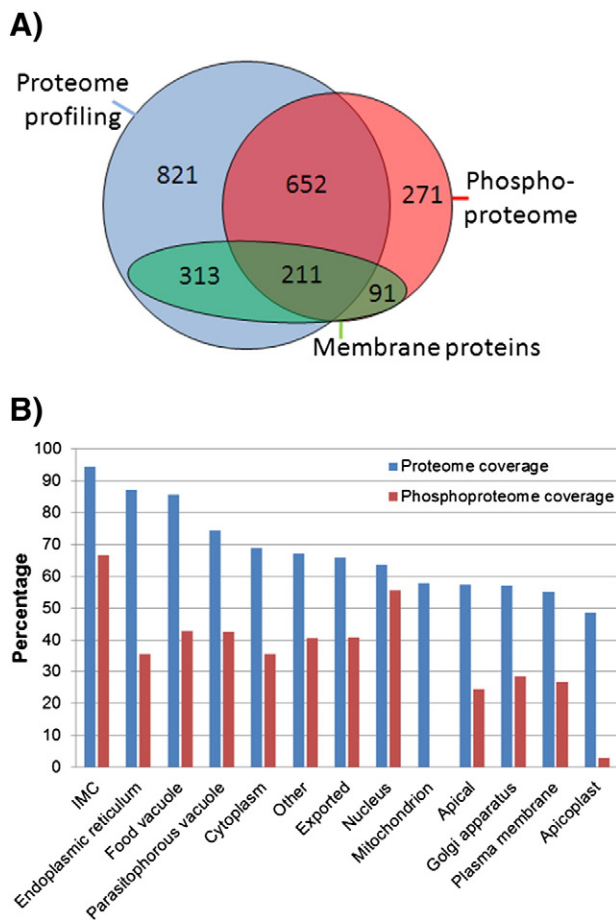 A)
Proteome
profiling
821
652
271
Phospho-
proteome
313
211
91
Membrane proteins
B)
100
90
80
70
60
50
40
30
20
10
0
Percentage
Proteome coverage
Phosphoproteome coverage
IMC
Endoplasmic reticulum
Food vacuole
Parasitophorous vacuole
Cytoplasm
Other
Exported
Nucleus
Mitochondrion
Apical
Golgi apparatus
Plasma membrane
Apicoplast